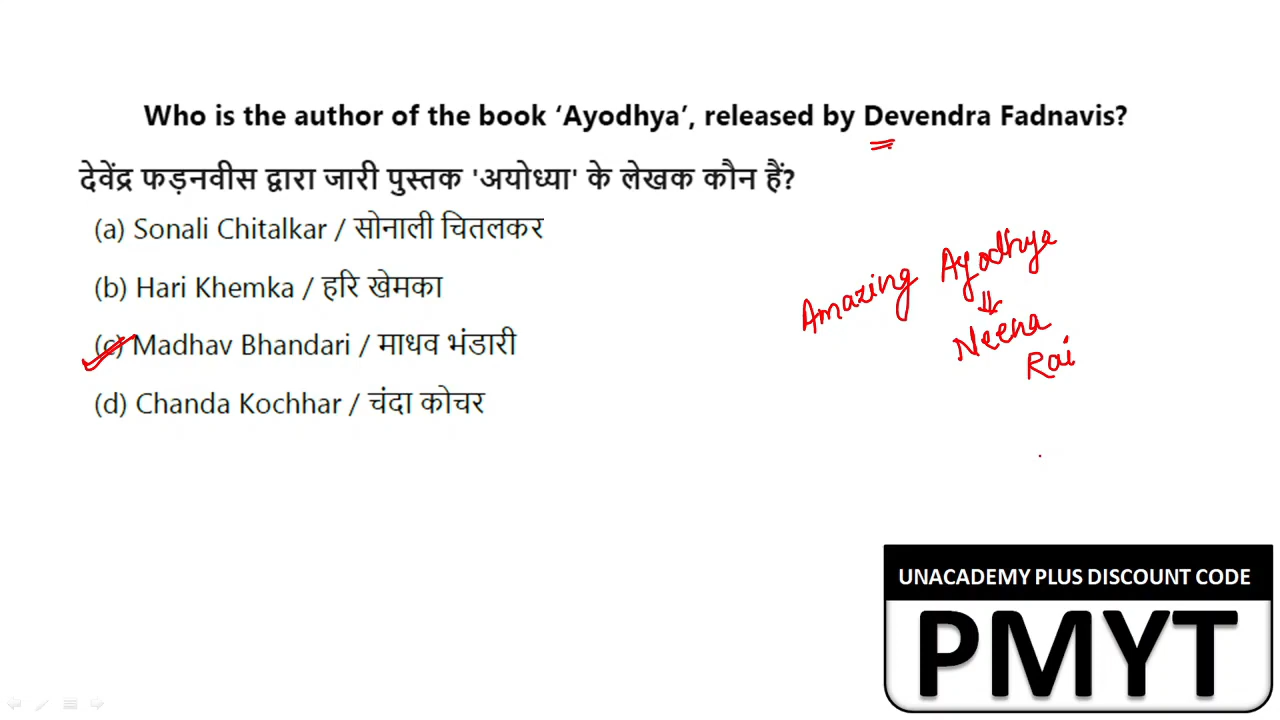 Who is the author of the book ‘Ayodhya’, released by Devendra Fadnavis?
देवेंद्र फड़नवीस द्वारा जारी पुस्तक 'अयोध्या' के लेखक कौन हैं?
(a) Sonali Chitalkar / सोनाली चितलकर
(b) Hari Khemka / हरि खेमका
(c) Madhav Bhandari / माधव भंडारी
(d) Chanda Kochhar / चंदा कोचर
Amazing Ayodhya
Neena
Rai
UNACADEMY PLUS DISCOUNT CODE
PMYT